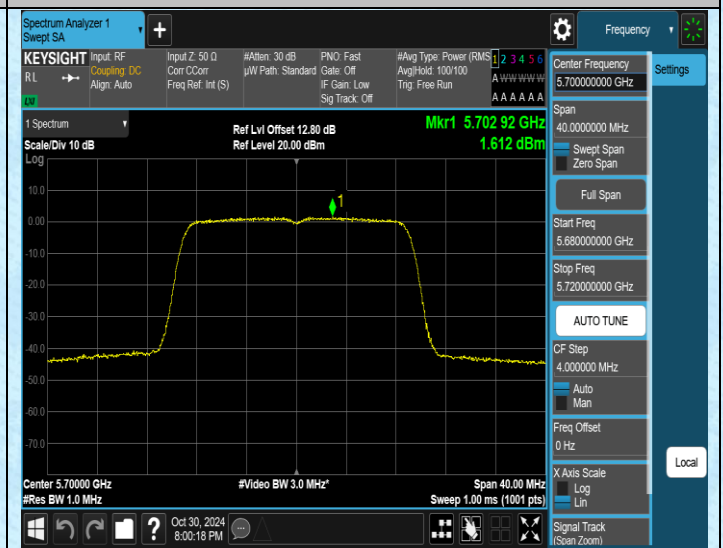 Spectrum Analyzer 1
Swept SA
Frequency
KEYSIGHT
R L
LXI
Input: RF
Coupling: DC
Align: Auto
Input Z: 50 Ω
Corr CCorr
Freq Ref: Int (S)
#Atten: 30 dB
µW Path: Standard
PNO: Fast
Gate: Off
IF Gain: Low
Sig Track: Off
#Avg Type: Power (RMS
Avg|Hold: 100/100
Trig: Free Run
1 2 3 4 5 6
A W W W W W
A A A A A A
1 Spectrum
Scale/Div 10 dB
Log
Ref Lvl Offset 12.80 dB
Ref Level 20.00 dBm
Mkr1 5.702 92 GHz
1.612 dBm
1
10.0
0.00
-10.0
-20.0
-30.0
-40.0
-50.0
-60.0
-70.0
Center 5.70000 GHz
#Res BW 1.0 MHz
#Video BW 3.0 MHz*
Span 40.00 MHz
Sweep 1.00 ms (1001 pts)
Oct 30, 2024
8:00:18 PM
?
Center Frequency
5.700000000 GHz
Span
40.0000000 MHz
Swept Span
Zero Span
Full Span
Start Freq
5.680000000 GHz
Stop Freq
5.720000000 GHz
AUTO TUNE
CF Step
4.000000 MHz
Auto
Man
Freq Offset
0 Hz
X Axis Scale
Log
Lin
Signal Track
(Span Zoom)
Settings
Local